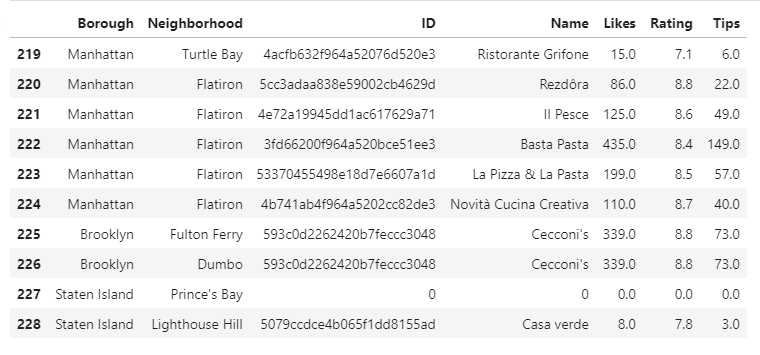 Borough Neighborhood ID Name Likes Rating Tips
219 Manhattan Turtle Bay 4acfb632f964a52076d520e3 Ristorante Grifone 15.0 7.1 6.0
220 Manhattan Flatiron 5cc3adaa838e59002cb4629d Rezdôra 86.0 8.8 22.0
221 Manhattan Flatiron 4e72a19945dd1ac617629a71 Il Pesce 125.0 8.6 49.0
222 Manhattan Flatiron 3fd66200f964a520bce51ee3 Basta Pasta 435.0 8.4 149.0
223 Manhattan Flatiron 53370455498e18d7e6607a1d La Pizza & La Pasta 199.0 8.5 57.0
224 Manhattan Flatiron 4b741ab4f964a5202cc82de3 Novità Cucina Creativa 110.0 8.7 40.0
225 Brooklyn Fulton Ferry 593c0d2262420b7feccc3048 Cecconi's 339.0 8.8 73.0
226 Brooklyn Dumbo 593c0d2262420b7feccc3048 Cecconi's 339.0 8.8 73.0
227 Staten Island Prince's Bay 0 0 0.0 0.0 0.0
228 Staten Island Lighthouse Hill 5079ccdce4b065f1dd8155ad Casa verde 8.0 7.8 3.0